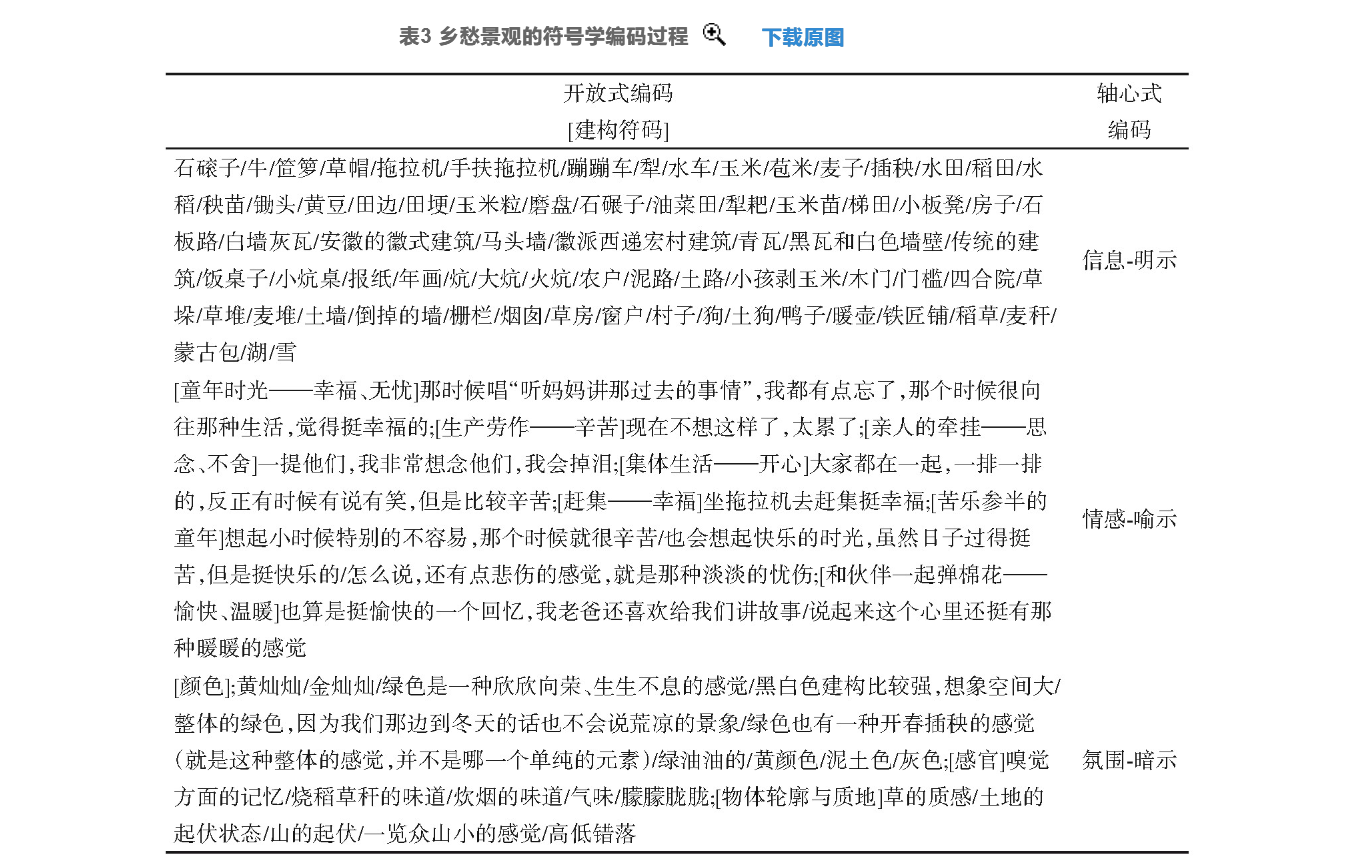 表3 乡愁景观的符号学编码过程 下载原图
开放式编码 轴心式
[建构符码] 编码
石磙子/牛/笸箩/草帽/拖拉机/手扶拖拉机/蹦蹦车/犁/水车/玉米/苞米/麦子/插秧/水田/稻田/水
稻/秧苗/锄头/黄豆/田边/田埂/玉米粒/磨盘/石碾子/油菜田/犁耙/玉米苗/梯田/小板凳/房子/石
板路/白墙灰瓦/安徽的徽式建筑/马头墙/徽派西递宏村建筑/青瓦/黑瓦和白色墙壁/传统的建
筑/饭桌子/小炕桌/报纸/年画/炕/大炕/火炕/农户/泥路/土路/小孩剥玉米/木门/门槛/四合院/草
信息-明示
垛/草堆/麦堆/土墙/倒掉的墙/栅栏/烟囱/草房/窗户/村子/狗/土狗/鸭子/暖壶/铁匠铺/稻草/麦秆/
蒙古包/湖/雪
[童年时光——幸福、无忧]那时候唱“听妈妈讲那过去的事情”,我都有点忘了,那个时候很向
往那种生活,觉得挺幸福的;[生产劳作——辛苦]现在不想这样了,太累了;[亲人的牵挂——思
念、不舍]一提他们,我非常想念他们,我会掉泪;[集体生活——开心]大家都在一起,一排一排
的,反正有时候有说有笑,但是比较辛苦;[赶集——幸福]坐拖拉机去赶集挺幸福;[苦乐参半的
情感-喻示
童年]想起小时候特别的不容易,那个时候就很辛苦/也会想起快乐的时光,虽然日子过得挺
苦,但是挺快乐的/怎么说,还有点悲伤的感觉,就是那种淡淡的忧伤;[和伙伴一起弹棉花——
愉快、温暖]也算是挺愉快的一个回忆,我老爸还喜欢给我们讲故事/说起来这个心里还挺有那
种暖暖的感觉
[颜色];黄灿灿/金灿灿/绿色是一种欣欣向荣、生生不息的感觉/黑白色建构比较强,想象空间大/
整体的绿色,因为我们那边到冬天的话也不会说荒凉的景象/绿色也有一种开春插秧的感觉
(就是这种整体的感觉,并不是哪一个单纯的元素)/绿油油的/黄颜色/泥土色/灰色;[感官]嗅觉 氛围-暗示
方面的记忆/烧稻草秆的味道/炊烟的味道/气味/朦朦胧胧;[物体轮廓与质地]草的质感/土地的
起伏状态/山的起伏/一览众山小的感觉/高低错落